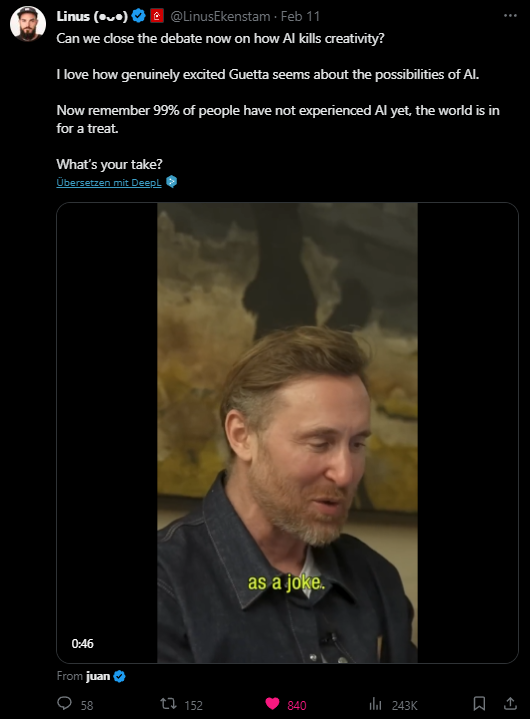 Linus (●ᴗ●) @LinusEkenstam · Feb 11
Can we close the debate now on how AI kills creativity?
I love how genuinely excited Guetta seems about the possibilities of AI.
Now remember 99% of people have not experienced AI yet, the world is in
for a treat.
What's your take?
Übersetzen mit DeepL
as a joke.
0:46
From juan
58 152 840 243K